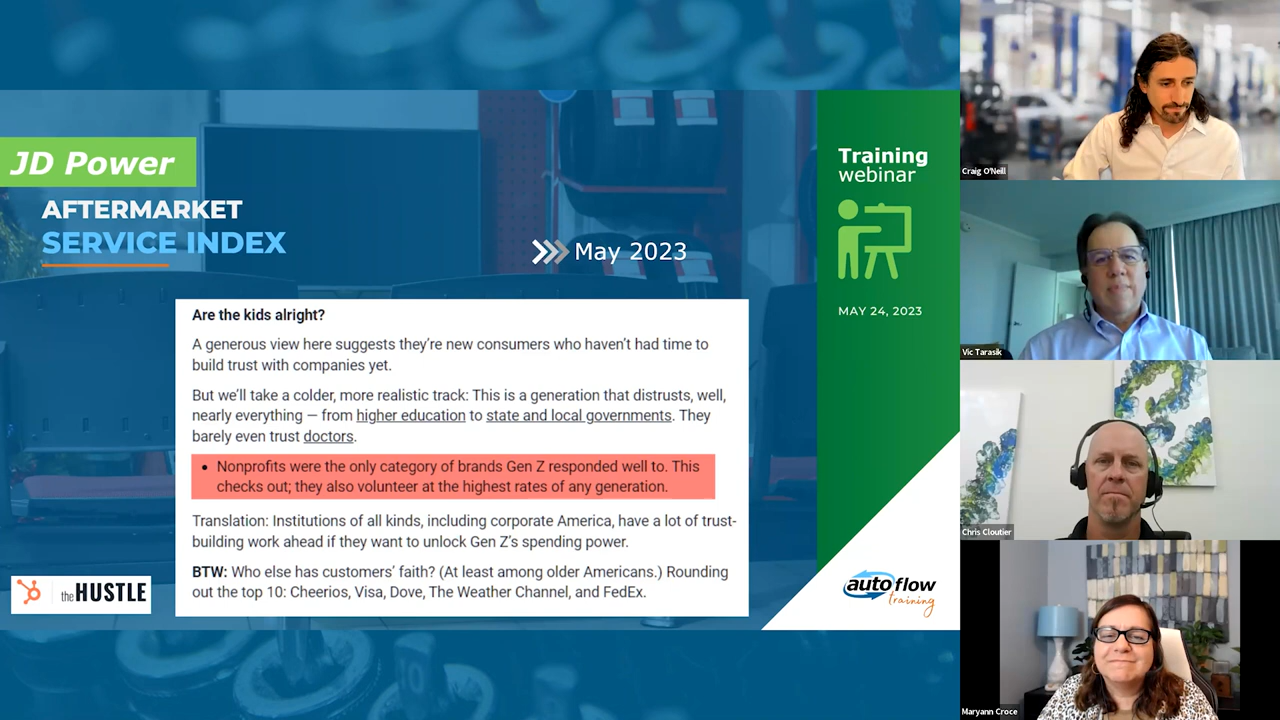 JD Power
AFTERMARKET
SERVICE INDEX
May 2023
Are the kids alright?
A generous view here suggests they're new consumers who haven't had time to
build trust with companies yet.
But we'll take a colder, more realistic track: This is a generation that distrusts, well,
nearly everything — from higher education to state and local governments. They
barely even trust doctors.
• Nonprofits were the only category of brands Gen Z responded well to. This
checks out; they also volunteer at the highest rates of any generation.
Translation: Institutions of all kinds, including corporate America, have a lot of trust-
building work ahead if they want to unlock Gen Z's spending power.
BTW: Who else has customers' faith? (At least among older Americans.) Rounding
out the top 10: Cheerios, Visa, Dove, The Weather Channel, and FedEx.
the HUSTLE
Training
webinar
MAY 24, 2023
autoflow
training
Craig O'Neill
Vic Tarasik
Chris Cloutier
Maryann Croce